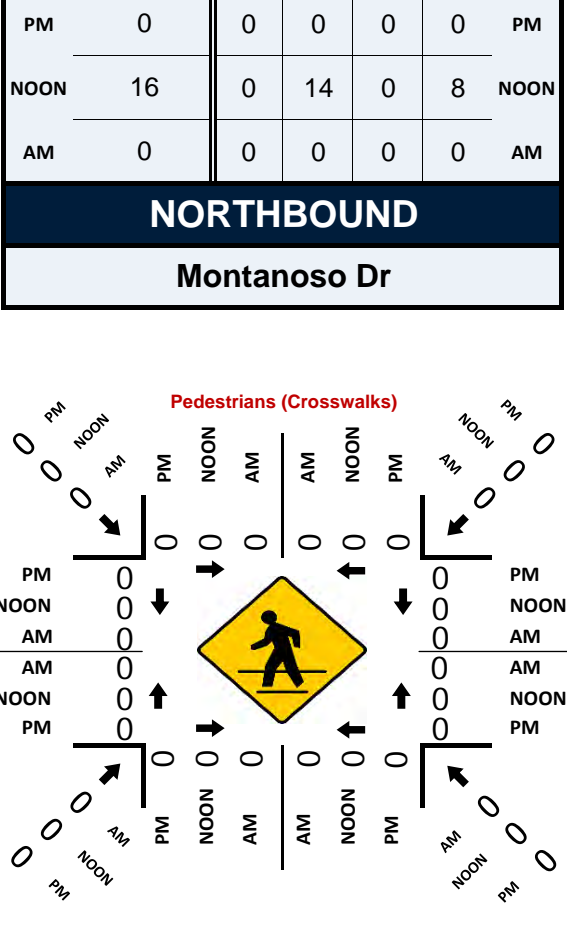 PM 0 0 0 0 0 PM
NOON 16 0 14 0 8 NOON
AM 0 0 0 0 0 AM
NORTHBOUND
Montanoso Dr
Pedestrians (Crosswalks)
0 PM PM 0
0 NOON NOON 0
0 AM AM 0
PM NOON AM AM NOON PM
0 0 0 0 0 0
PM 0 0 PM
NOON 0 0 NOON
AM 0 0 AM
AM 0 0 AM
NOON 0 0 NOON
PM 0 0 PM
0 0 0 0 0 0
PM NOON AM AM NOON PM
0 AM AM 0
0 NOON NOON 0
0 PM PM 0